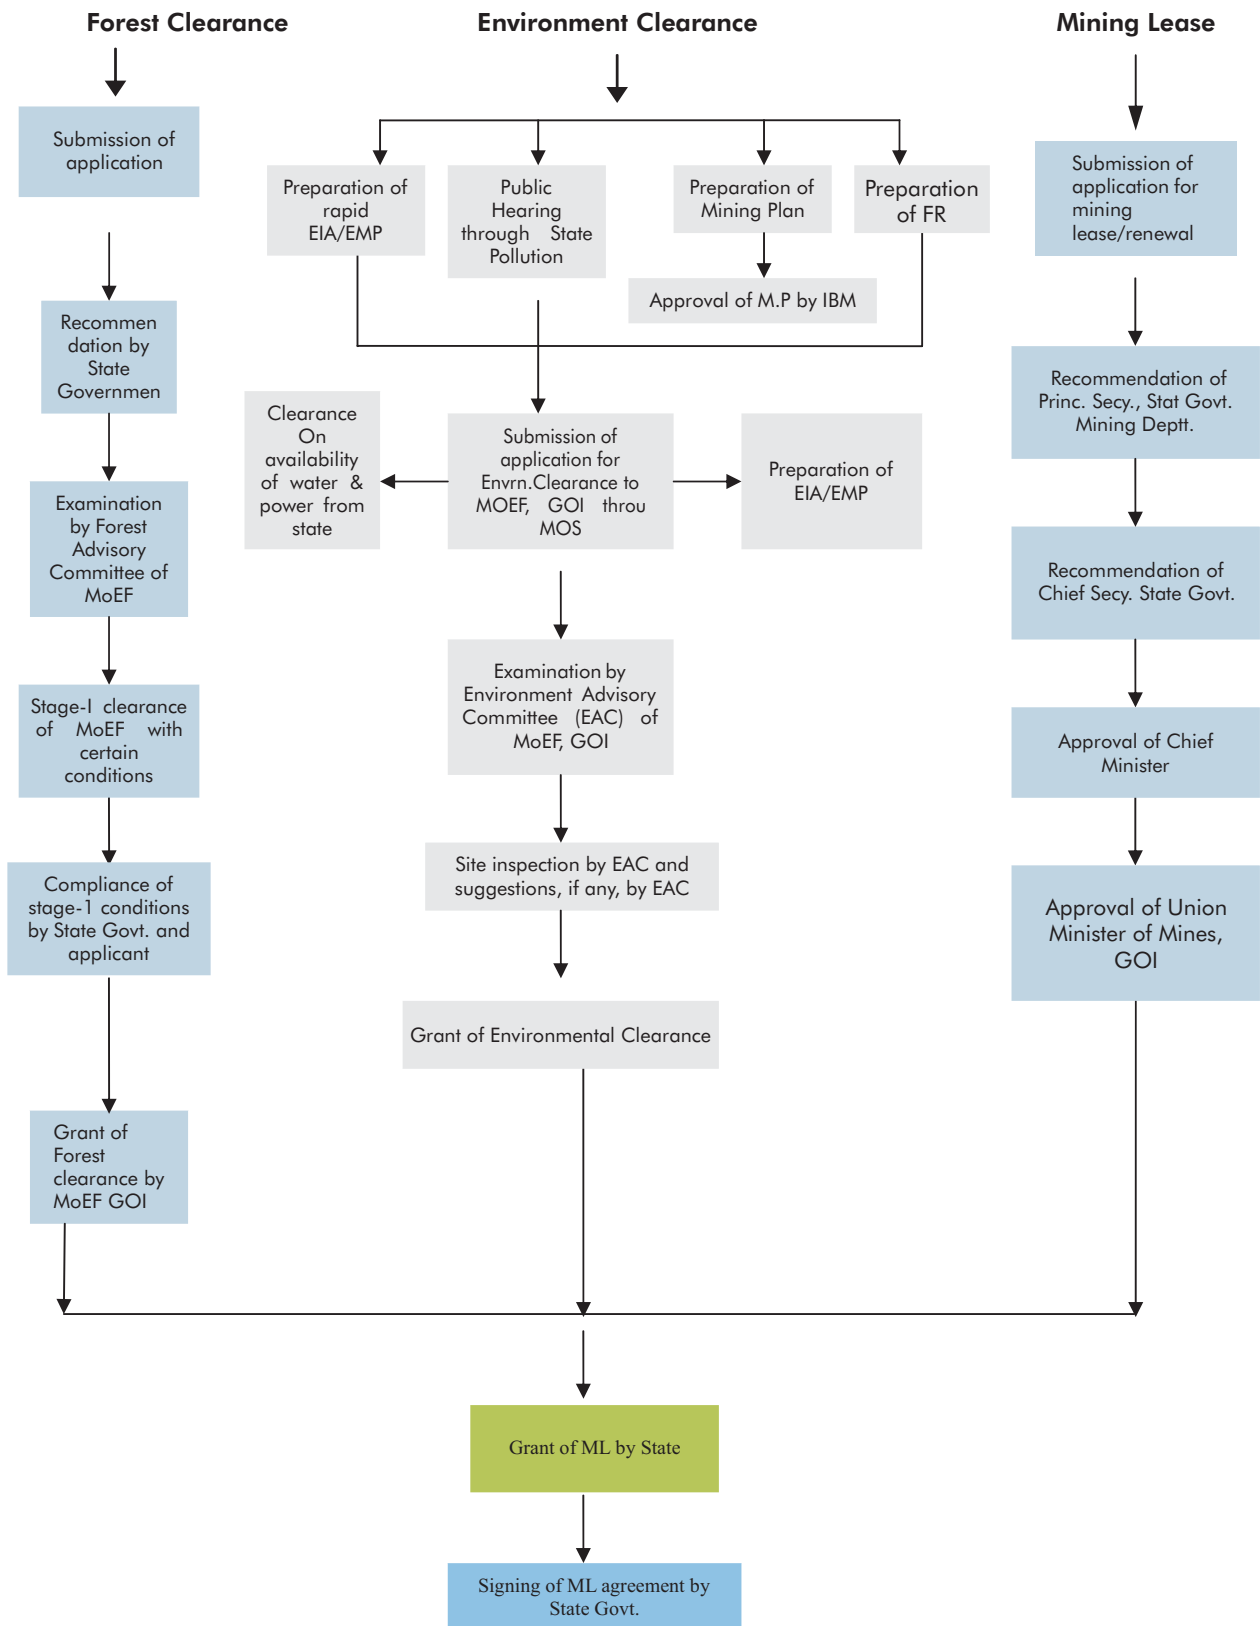 Forest Clearance
Submission of
application
Recommen
dation by
State
Governmen
Examination
by Forest
Advisory
Committee of
MoEF
Stage-I clearance
of MoEF with
certain
conditions
Compliance of
stage-1 conditions
by State Govt. and
applicant
Grant of
Forest
clearance by
MoEF GOI
Environment Clearance
Preparation of
rapid
EIA/EMP
Public
Hearing
through State
Pollution
Preparation of
Mining Plan
Approval of M.P by IBM
Preparation
of FR
Clearance
On
availability
of water &
power from
state
Submission of
application for
Envrn.Clearance to
MOEF, GOI throu
MOS
Preparation of
EIA/EMP
Examination by
Environment Advisory
Committee (EAC) of
MoEF, GOI
Site inspection by EAC and
suggestions, if any, by EAC
Grant of Environmental Clearance
Mining Lease
Submission of
application for
mining
lease/renewal
Recommendation of
Princ. Secy., Stat Govt.
Mining Deptt.
Recommendation of
Chief Secy. State Govt.
Approval of Chief
Minister
Approval of Union
Minister of Mines,
GOI
Grant of ML by State
Signing of ML agreement by
State Govt.